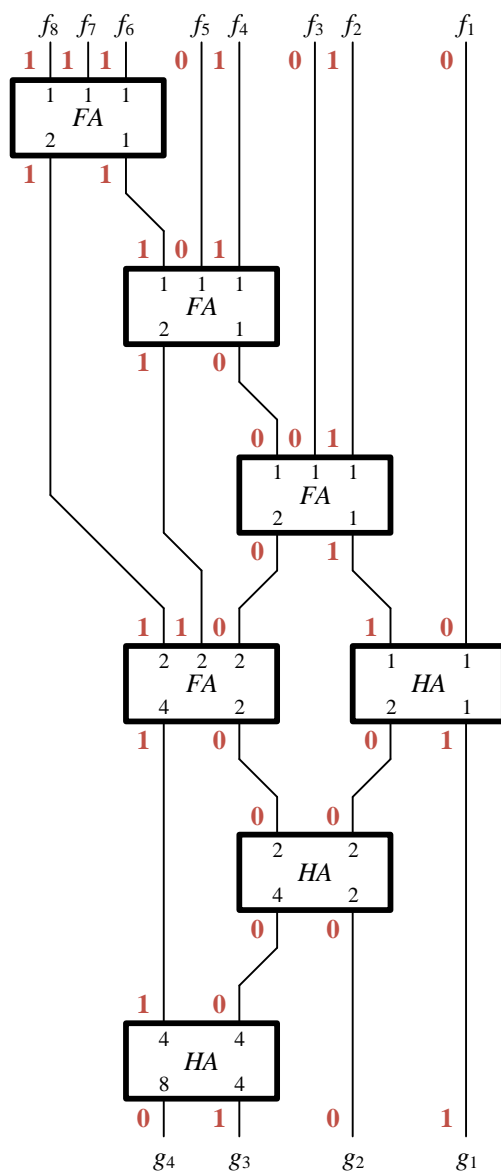 f8 f7 f6 f5 f4 f3 f2 f1
1 1 1 0 1 0 1 0
1 1 1
FA
2 1
1 1
1 0 1
1 1 1
FA
2 1
1 0
0 0 1
1 1 1
FA
2 1
0 1
1 1 0 1 0
2 2 2 1 1
FA HA
4 2 2 1
1 0 0 1
0 0
2 2
HA
4 2
0 0
1 0
4 4
HA
8 4
0 1 0 1
g4 g3 g2 g1